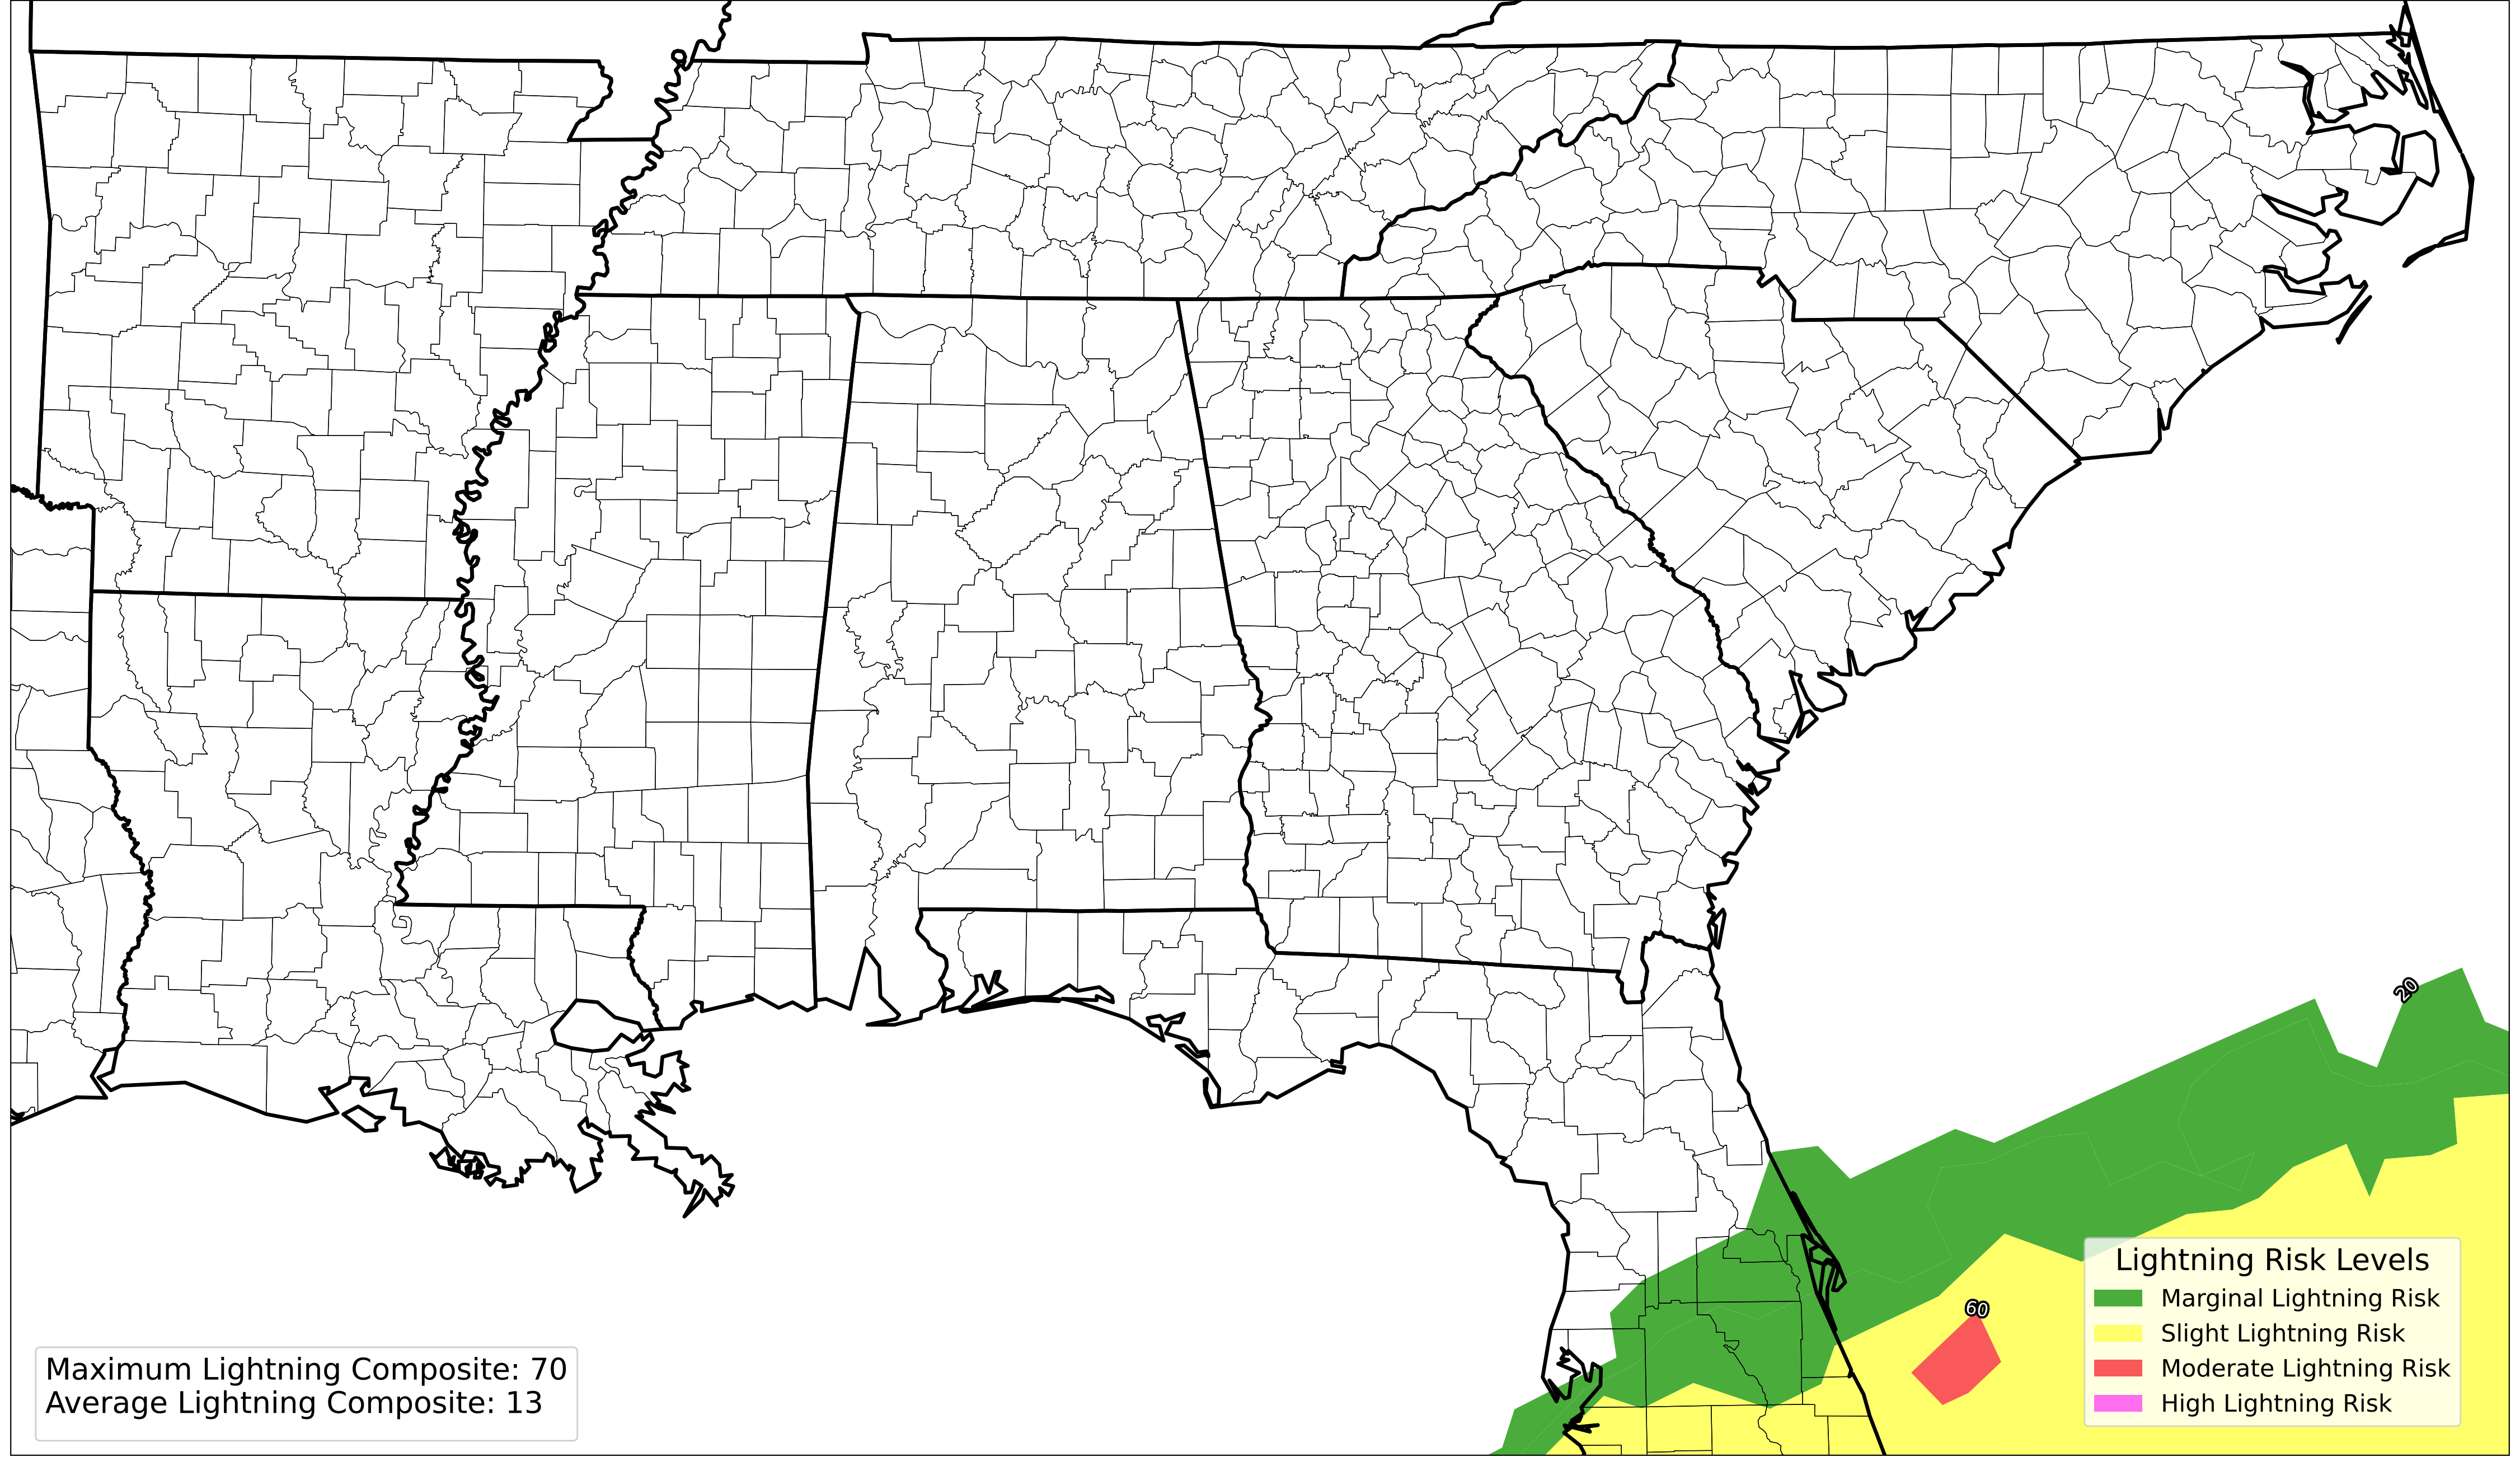 20
60
Lightning Risk Levels
Marginal Lightning Risk
Slight Lightning Risk
Moderate Lightning Risk
High Lightning Risk
Maximum Lightning Composite: 70
Average Lightning Composite: 13